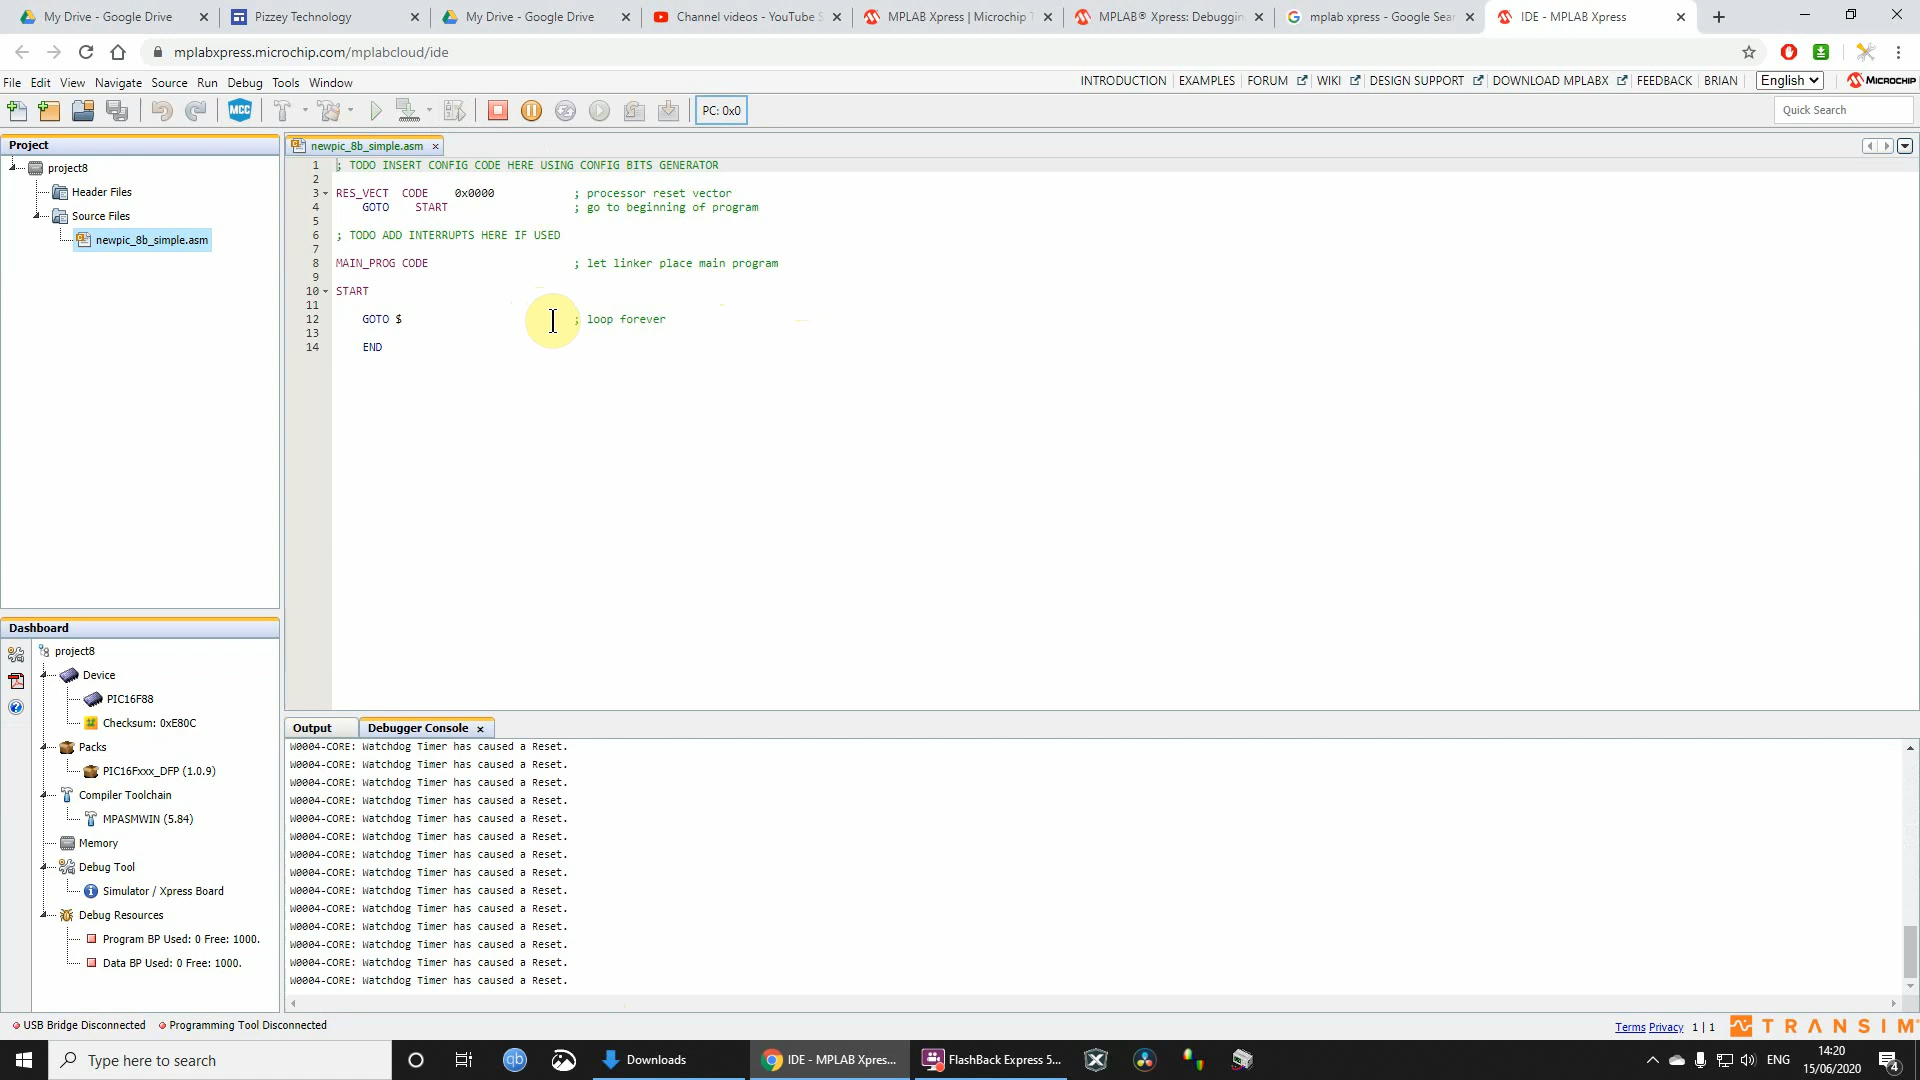 My Drive - Google Drive
Pizzey Technology
My Drive - Google Drive
Channel videos - YouTube S
MPLAB Xpress | Microchip T
MPLAB® Xpress: Debuggin
mplab xpress - Google Sear
IDE - MPLAB Xpress
mplabxpress.microchip.com/mplabcloud/ide
File Edit View Navigate Source Run Debug Tools Window
INTRODUCTION EXAMPLES FORUM WIKI DESIGN SUPPORT DOWNLOAD MPLABX FEEDBACK BRIAN English MICROCHIP
MCC
PC: 0x0
Quick Search
Project
project8
Header Files
Source Files
newpic_8b_simple.asm
newpic_8b_simple.asm
1 ; TODO INSERT CONFIG CODE HERE USING CONFIG BITS GENERATOR
2
3 RES_VECT CODE 0x0000 ; processor reset vector
4 GOTO START ; go to beginning of program
5
6 ; TODO ADD INTERRUPTS HERE IF USED
7
8 MAIN_PROG CODE ; let linker place main program
9
10 START
11
12 GOTO $ ; loop forever
13
14 END
Dashboard
project8
Device
PIC16F88
Checksum: 0xE80C
Packs
PIC16Fxxx_DFP (1.0.9)
Compiler Toolchain
MPASMWIN (5.84)
Memory
Debug Tool
Simulator / Xpress Board
Debug Resources
Program BP Used: 0 Free: 1000.
Data BP Used: 0 Free: 1000.
Output
Debugger Console
W0004-CORE: Watchdog Timer has caused a Reset.
W0004-CORE: Watchdog Timer has caused a Reset.
W0004-CORE: Watchdog Timer has caused a Reset.
W0004-CORE: Watchdog Timer has caused a Reset.
W0004-CORE: Watchdog Timer has caused a Reset.
W0004-CORE: Watchdog Timer has caused a Reset.
W0004-CORE: Watchdog Timer has caused a Reset.
W0004-CORE: Watchdog Timer has caused a Reset.
W0004-CORE: Watchdog Timer has caused a Reset.
W0004-CORE: Watchdog Timer has caused a Reset.
W0004-CORE: Watchdog Timer has caused a Reset.
W0004-CORE: Watchdog Timer has caused a Reset.
W0004-CORE: Watchdog Timer has caused a Reset.
W0004-CORE: Watchdog Timer has caused a Reset.
USB Bridge Disconnected
Programming Tool Disconnected
Terms Privacy 1 | 1
TRANSIM
Type here to search
qb
Downloads
IDE - MPLAB Xpres...
FlashBack Express 5...
ENG
14:20
15/06/2020
4